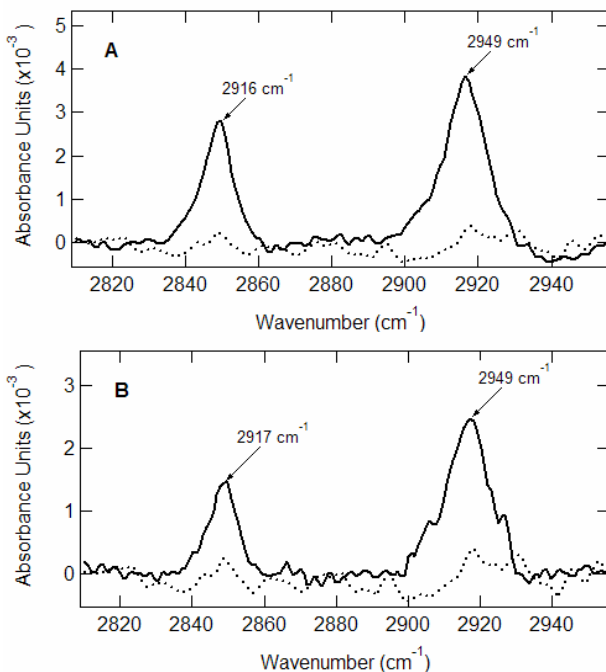 A
2916 cm⁻¹
2949 cm⁻¹
Absorbance Units (x10⁻³)
5
4
3
2
1
0
2820 2840 2860 2880 2900 2920 2940
Wavenumber (cm⁻¹)
B
2949 cm⁻¹
2917 cm⁻¹
Absorbance Units (x10⁻³)
3
2
1
0
2820 2840 2860 2880 2900 2920 2940
Wavenumber (cm⁻¹)